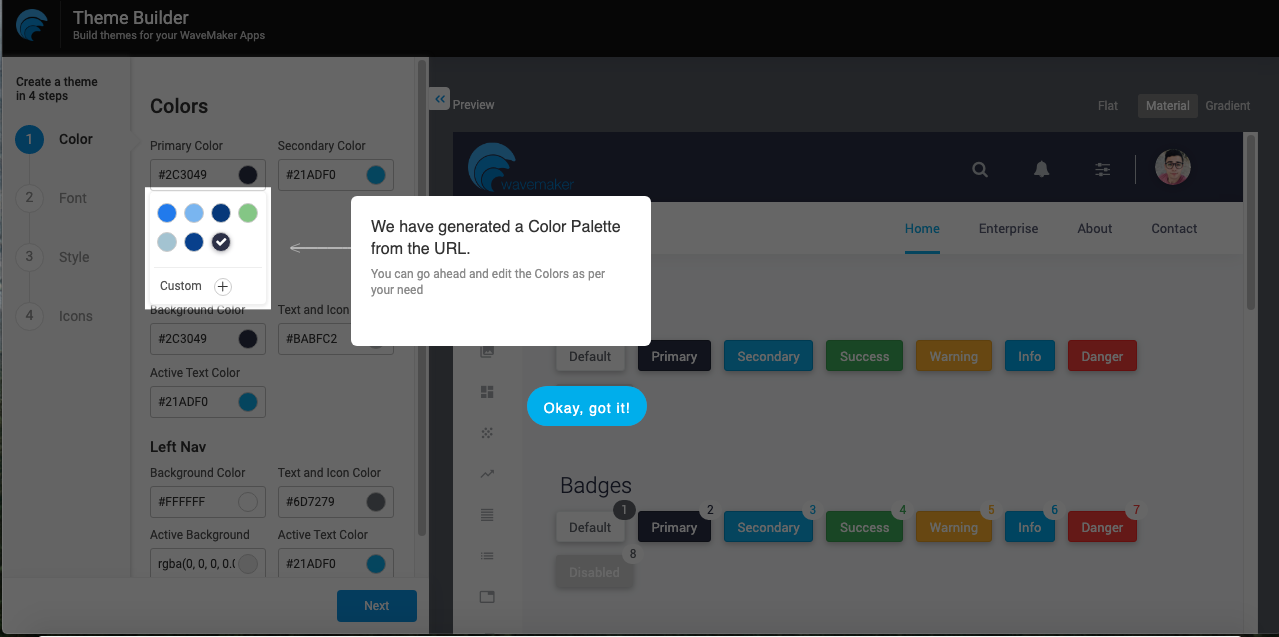 Theme Builder
Build themes for your WaveMaker Apps
Create a theme
in 4 steps
1 Color
2 Font
3 Style
4 Icons
Colors
Primary Color
Secondary Color
#2C3049
#21ADF0
Custom
Background Color
Text and Icon
#2C3049
#BABFC2
Active Text Color
#21ADF0
Left Nav
Background Color
Text and Icon Color
#FFFFFF
#6D7279
Active Background
Active Text Color
rgba(0, 0, 0, 0.0
#21ADF0
Next
We have generated a Color Palette
from the URL.
You can go ahead and edit the Colors as per
your need
Okay, got it!
Preview
Flat
Material
Gradient
wavemaker
Home
Enterprise
About
Contact
Default
Primary
Secondary
Success
Warning
Info
Danger
Badges
Default 1
Primary 2
Secondary 3
Success 4
Warning 5
Info 6
Danger 7
Disabled 8